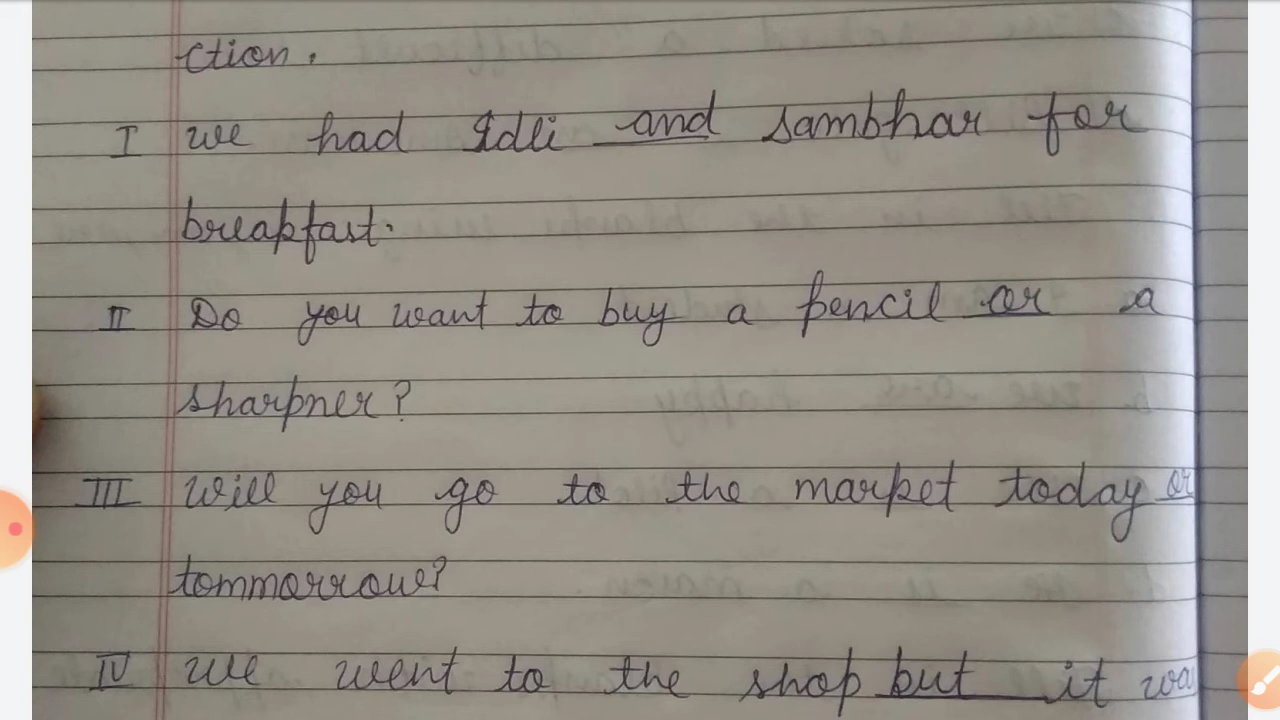 ction.
I we had Idli and sambhar for
breakfast.
II Do you want to buy a pencil or a
sharpner?
III will you go to the market today or
tommorrow?
IV we went to the shop but it wa